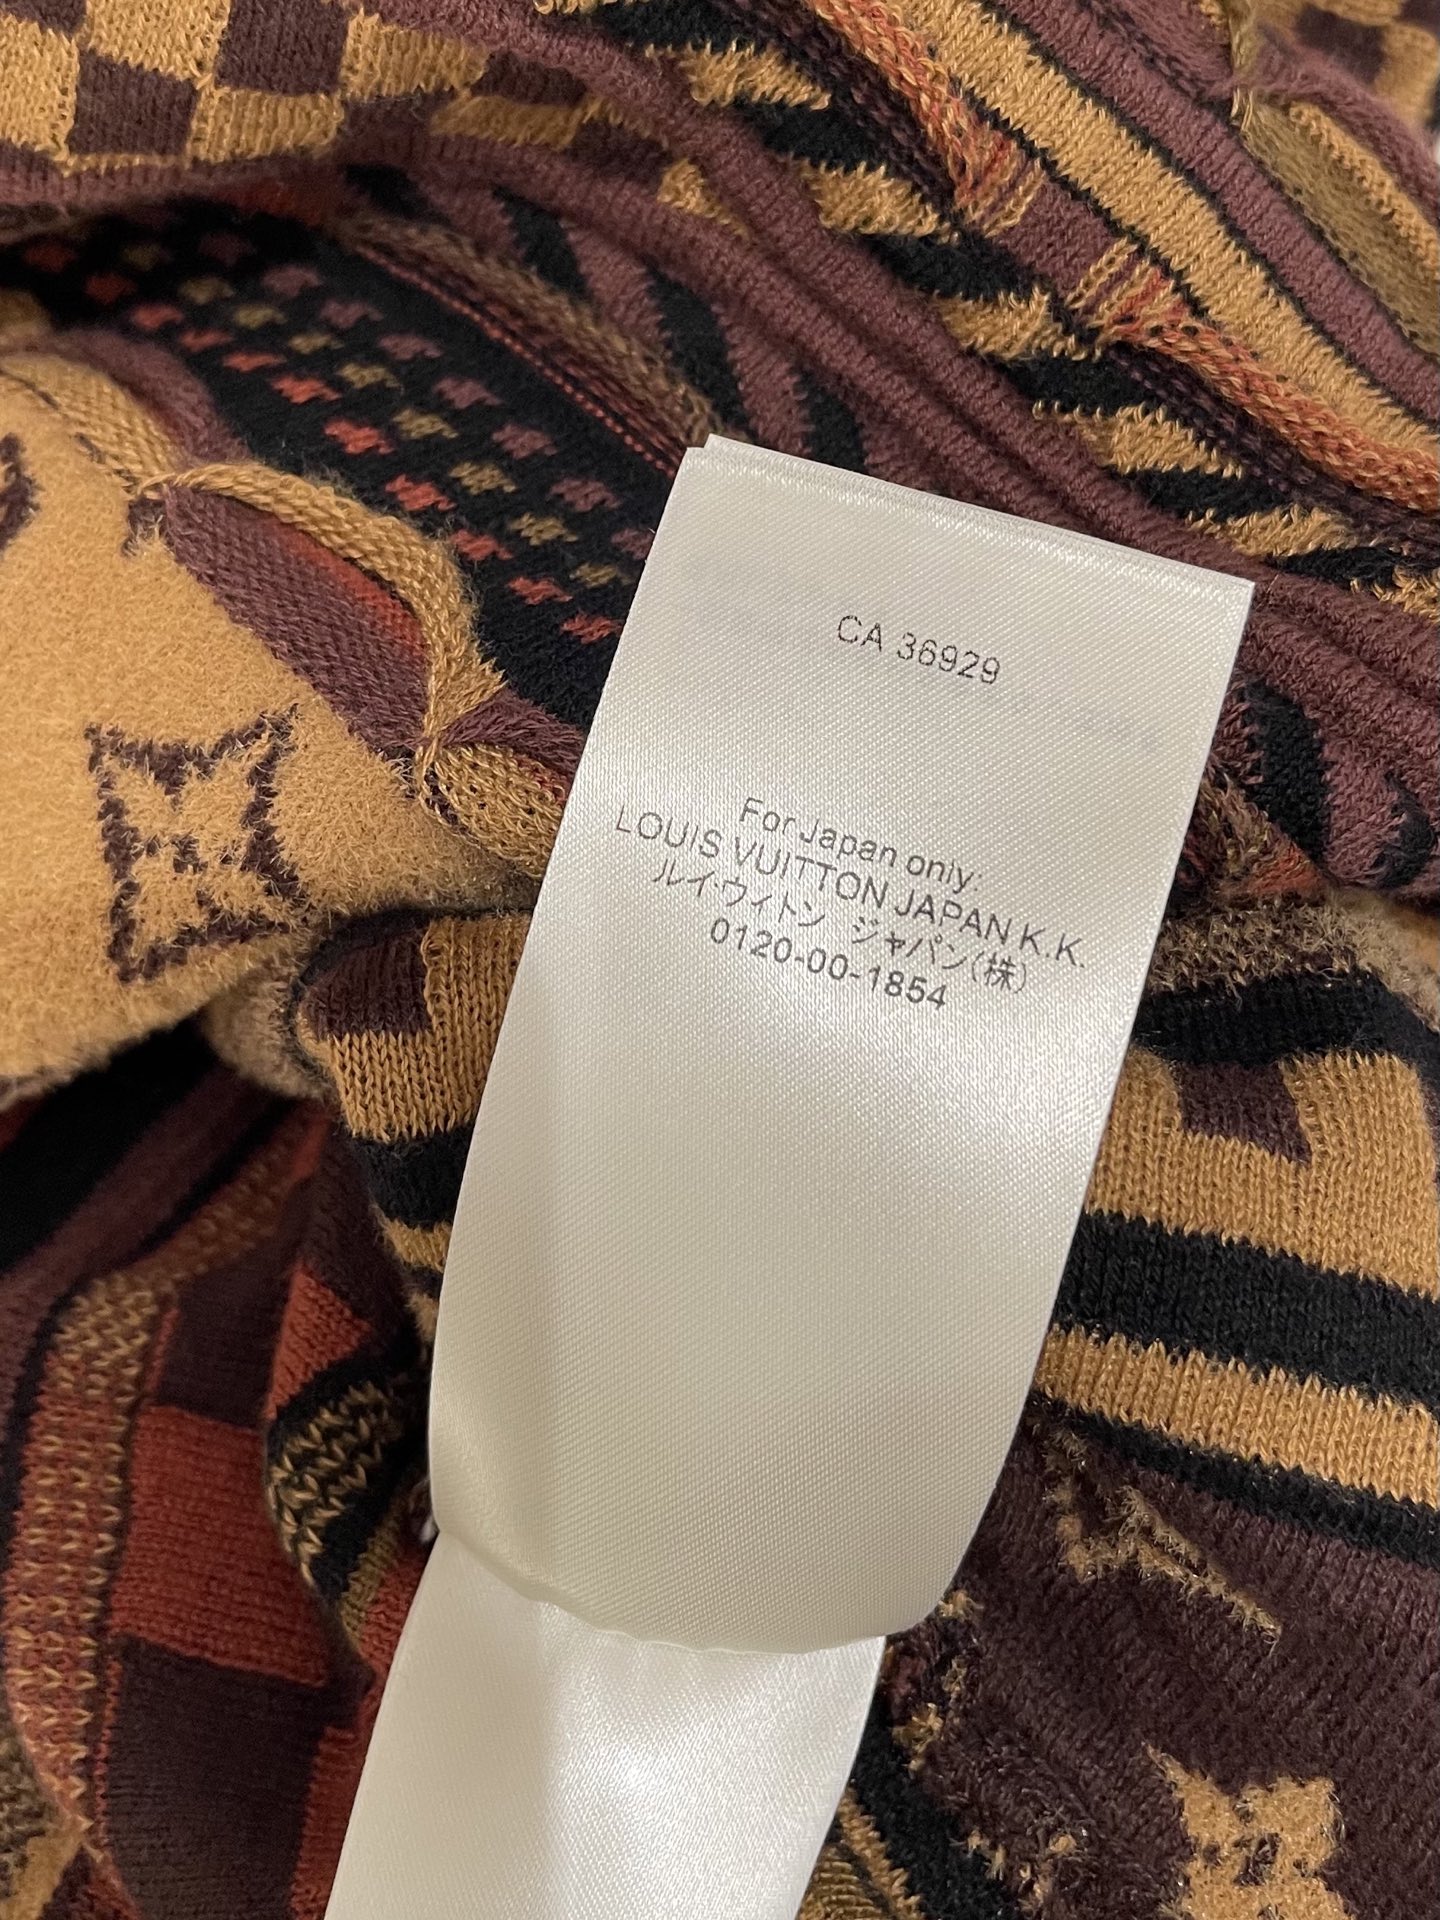 CA 36929
For Japan only:
LOUIS VUITTON JAPAN K.K.
ルイ・ウィトン ジャパン(株)
0120-00-1854